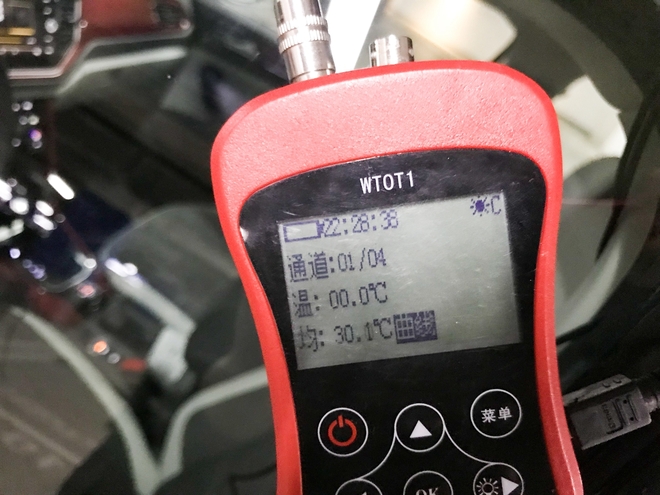 WTOT1
22:28:38 ☀C
通道:01/04
温: 00.0℃
均: 30.1℃ 曲线
菜单
OK